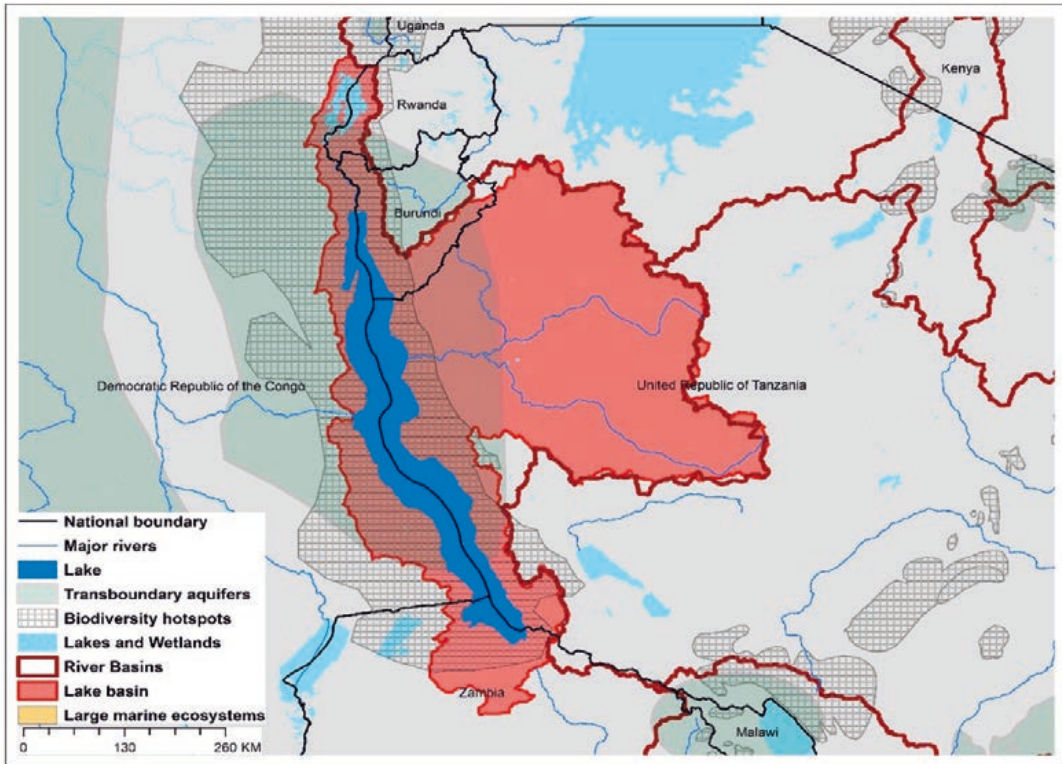 Uganda
Kenya
Rwanda
Burundi
Democratic Republic of the Congo
United Republic of Tanzania
Zambia
Malawi
National boundary
Major rivers
Lake
Transboundary aquifers
Biodiversity hotspots
Lakes and Wetlands
River Basins
Lake basin
Large marine ecosystems
0 130 260 KM